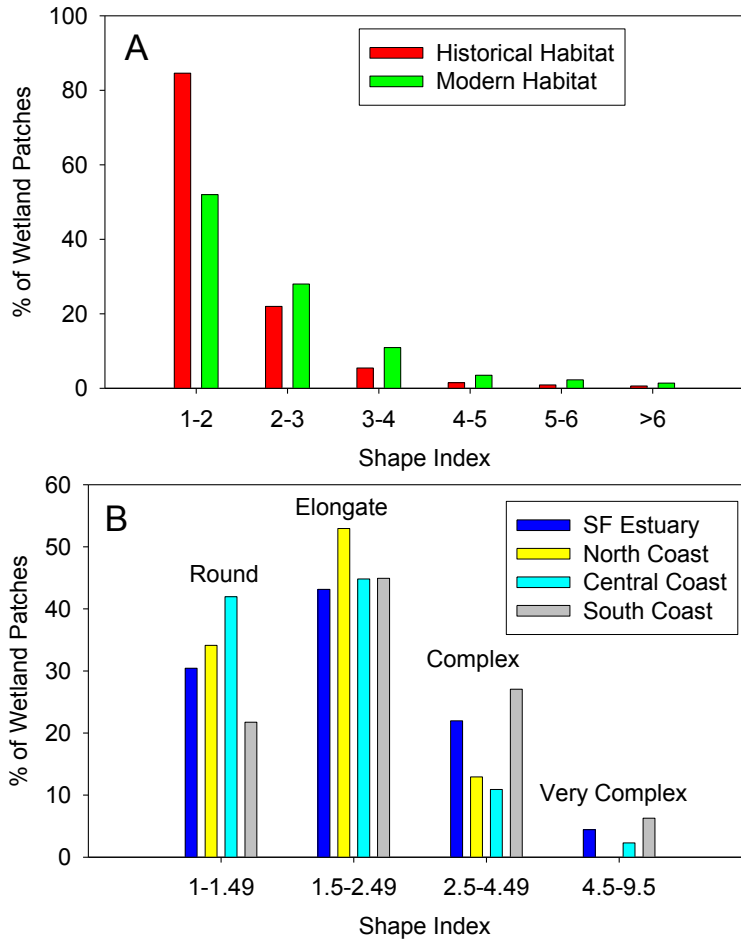 A
Historical Habitat
Modern Habitat
% of Wetland Patches
100
80
60
40
20
0
1-2 2-3 3-4 4-5 5-6 >6
Shape Index
B
SF Estuary
North Coast
Central Coast
South Coast
% of Wetland Patches
60
50
40
30
20
10
0
Round
Elongate
Complex
Very Complex
1-1.49 1.5-2.49 2.5-4.49 4.5-9.5
Shape Index